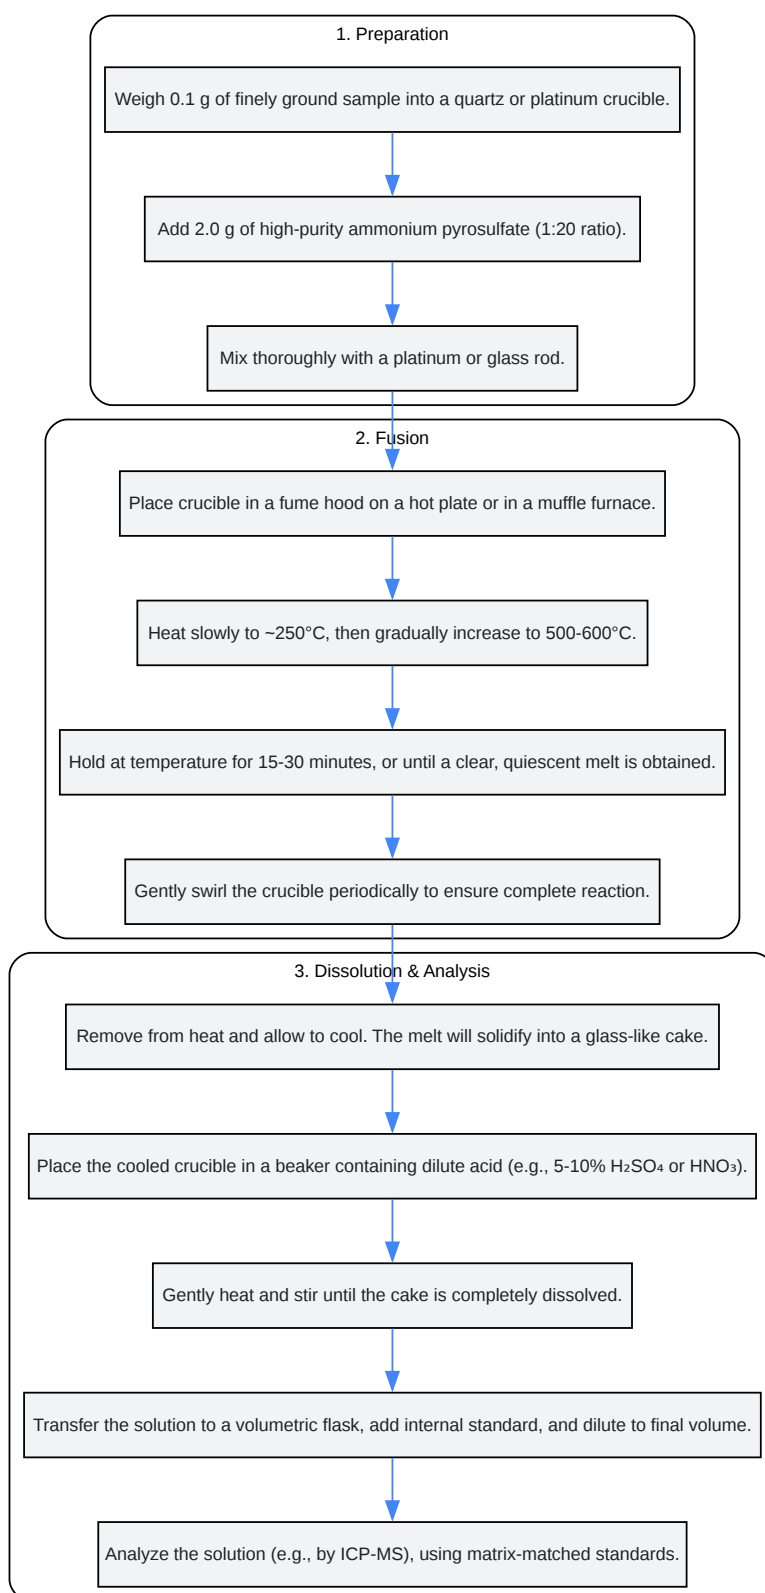 1. Preparation
Weigh 0.1 g of finely ground sample into a quartz or platinum crucible.
Add 2.0 g of high-purity ammonium pyrosulfate (1:20 ratio).
Mix thoroughly with a platinum or glass rod.
2. Fusion
Place crucible in a fume hood on a hot plate or in a muffle furnace.
Heat slowly to ~250°C, then gradually increase to 500-600°C.
Hold at temperature for 15-30 minutes, or until a clear, quiescent melt is obtained.
Gently swirl the crucible periodically to ensure complete reaction.
3. Dissolution & Analysis
Remove from heat and allow to cool. The melt will solidify into a glass-like cake.
Place the cooled crucible in a beaker containing dilute acid (e.g., 5-10% H₂SO₄ or HNO₃).
Gently heat and stir until the cake is completely dissolved.
Transfer the solution to a volumetric flask, add internal standard, and dilute to final volume.
Analyze the solution (e.g., by ICP-MS), using matrix-matched standards.